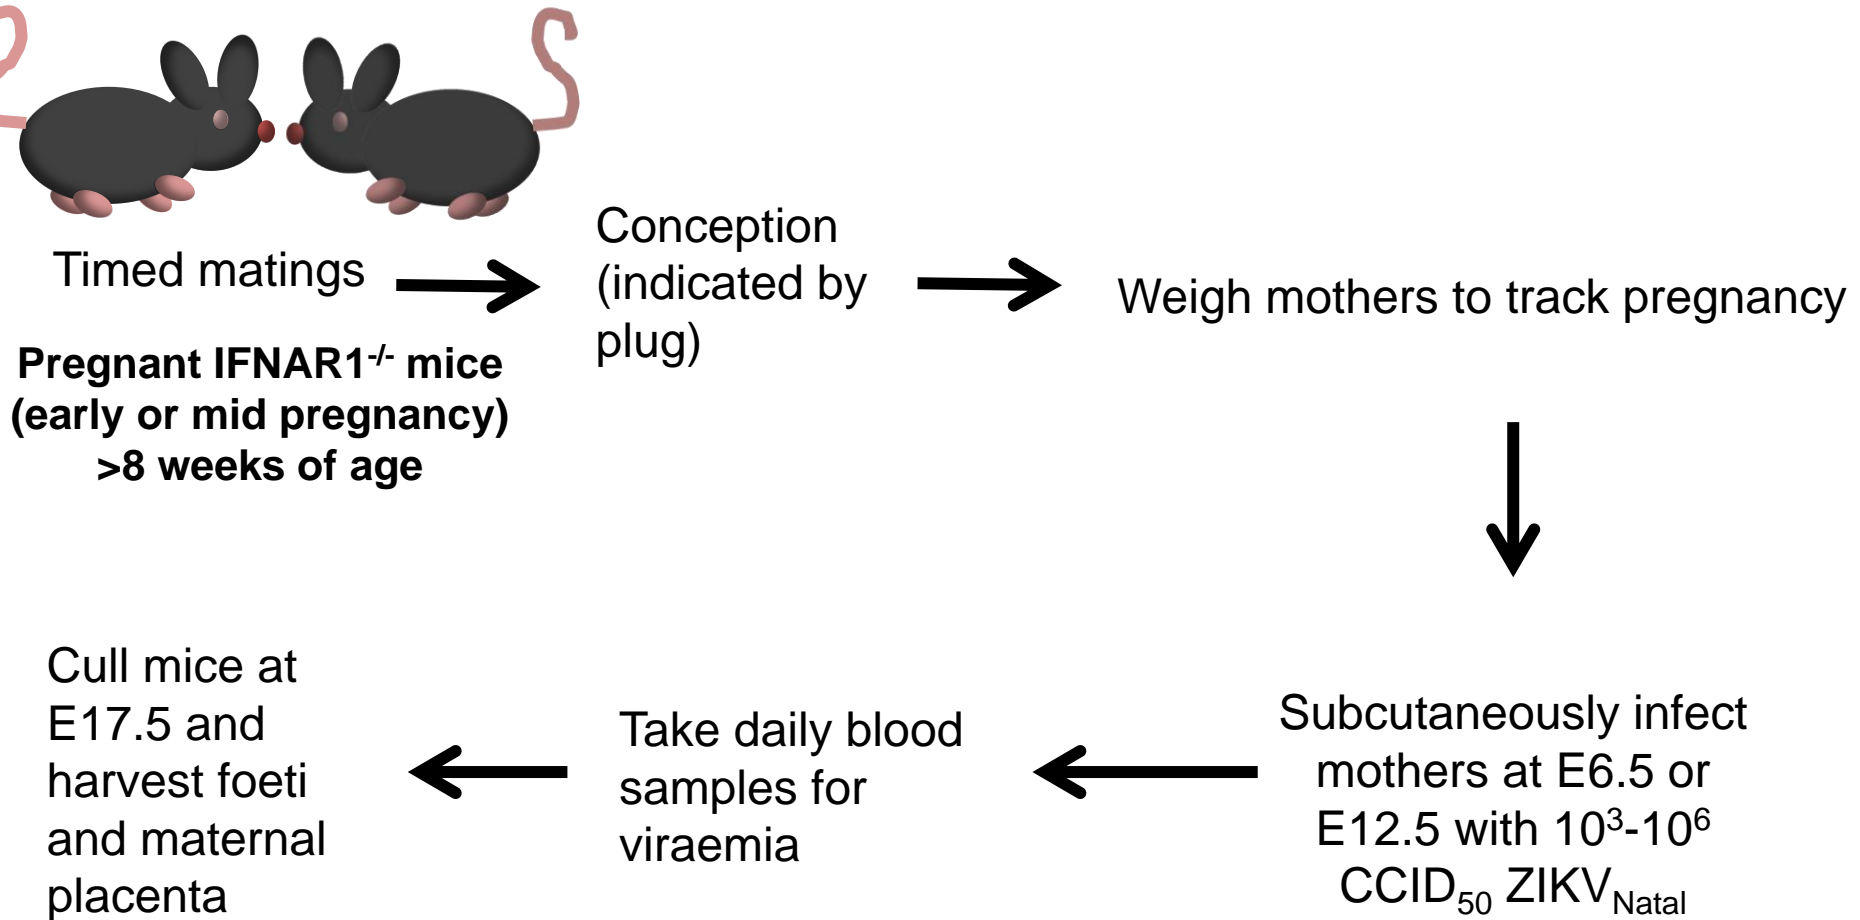 Timed matings
Pregnant IFNAR1-/- mice
(early or mid pregnancy)
>8 weeks of age
Conception
(indicated by
plug)
Weigh mothers to track pregnancy
Subcutaneously infect
mothers at E6.5 or
E12.5 with 10³-10⁶
CCID₅₀ ZIKVNatal
Take daily blood
samples for
viraemia
Cull mice at
E17.5 and
harvest foeti
and maternal
placenta